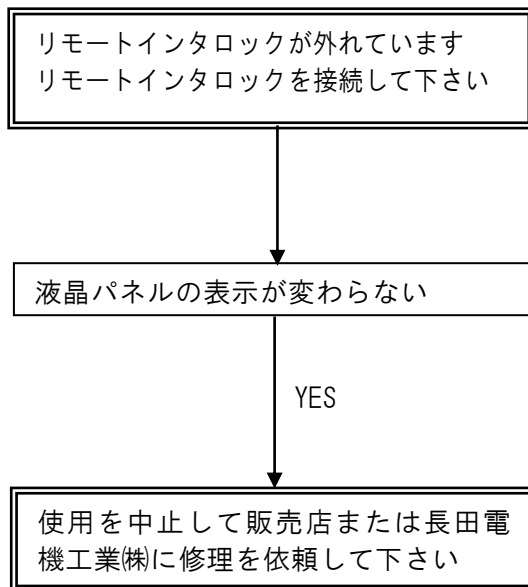 リモートインタロックが外れています
リモートインタロックを接続して下さい
液晶パネルの表示が変わらない
YES
使用を中止して販売店または長田電
機工業㈱に修理を依頼して下さい